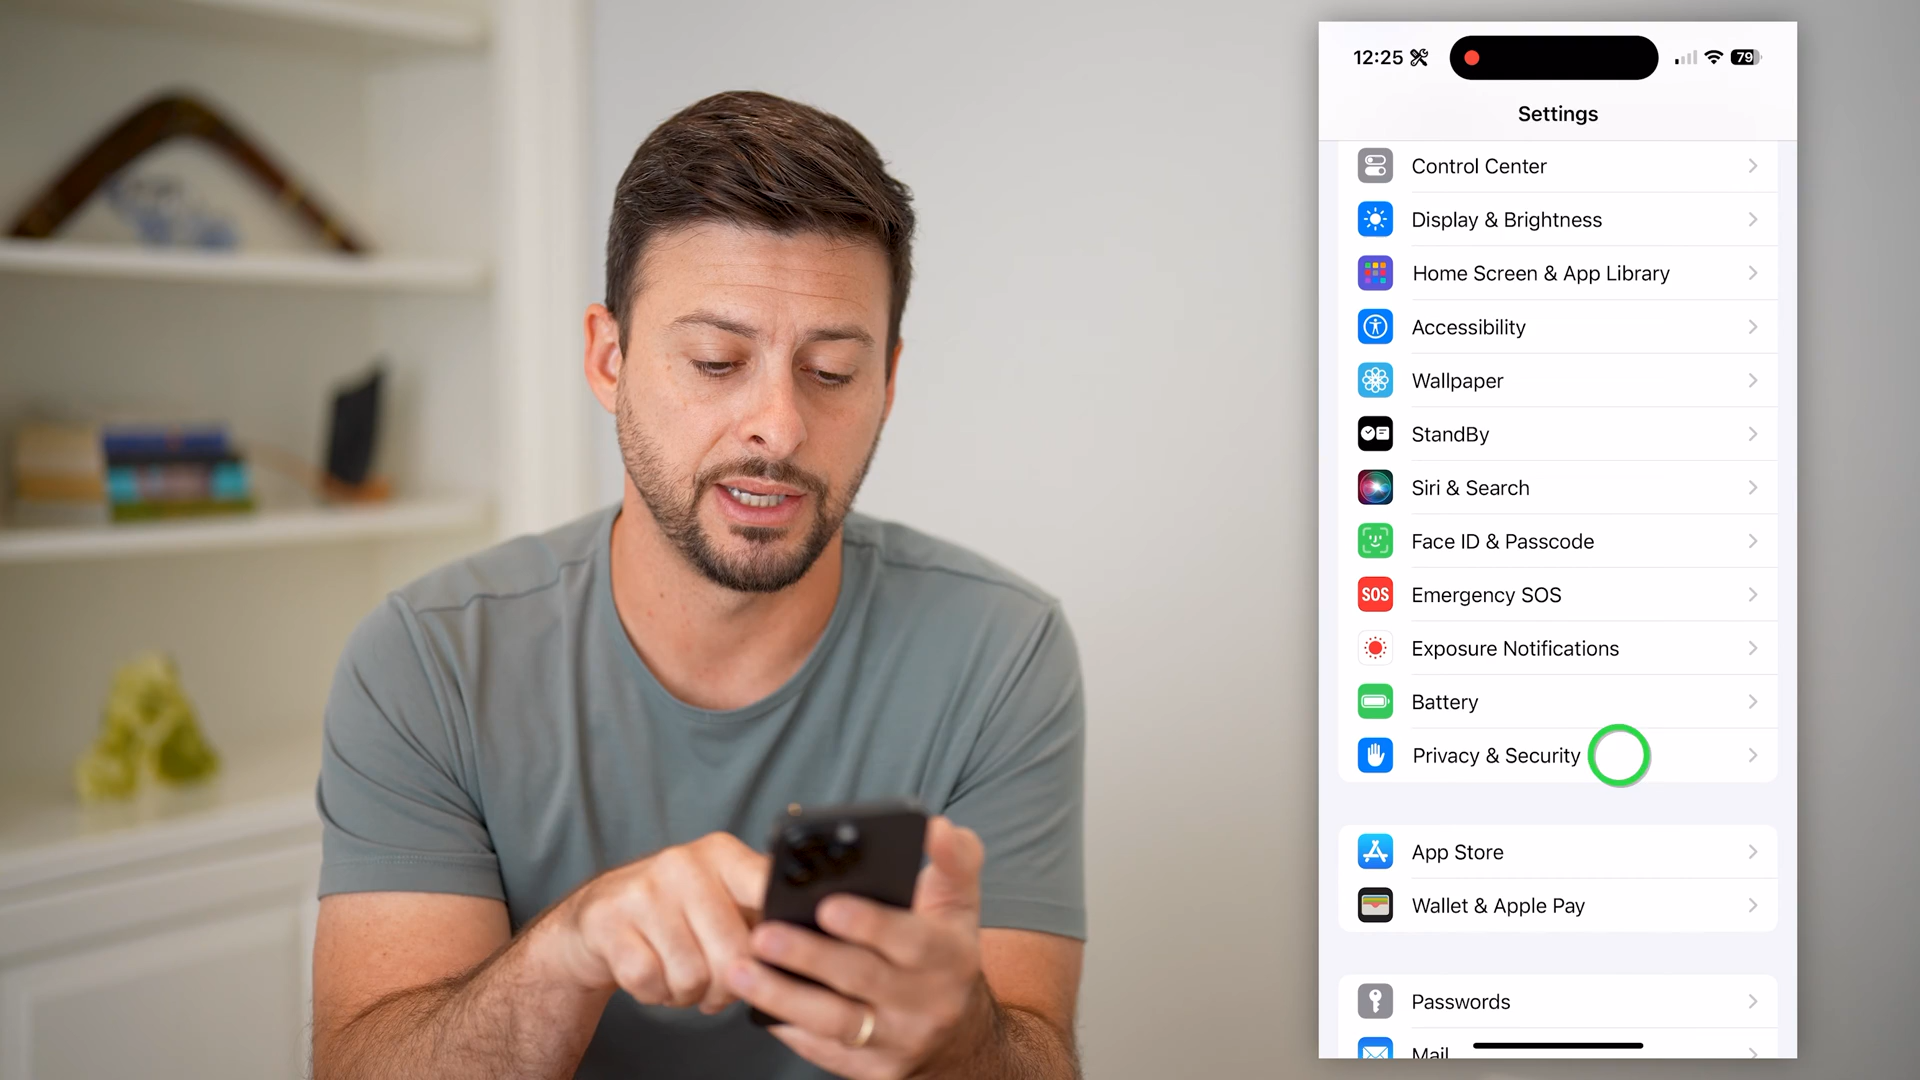 12:25
79
Settings
Control Center
Display & Brightness
Home Screen & App Library
Accessibility
Wallpaper
StandBy
Siri & Search
Face ID & Passcode
SOS Emergency SOS
Exposure Notifications
Battery
Privacy & Security
App Store
Wallet & Apple Pay
Passwords
Mail